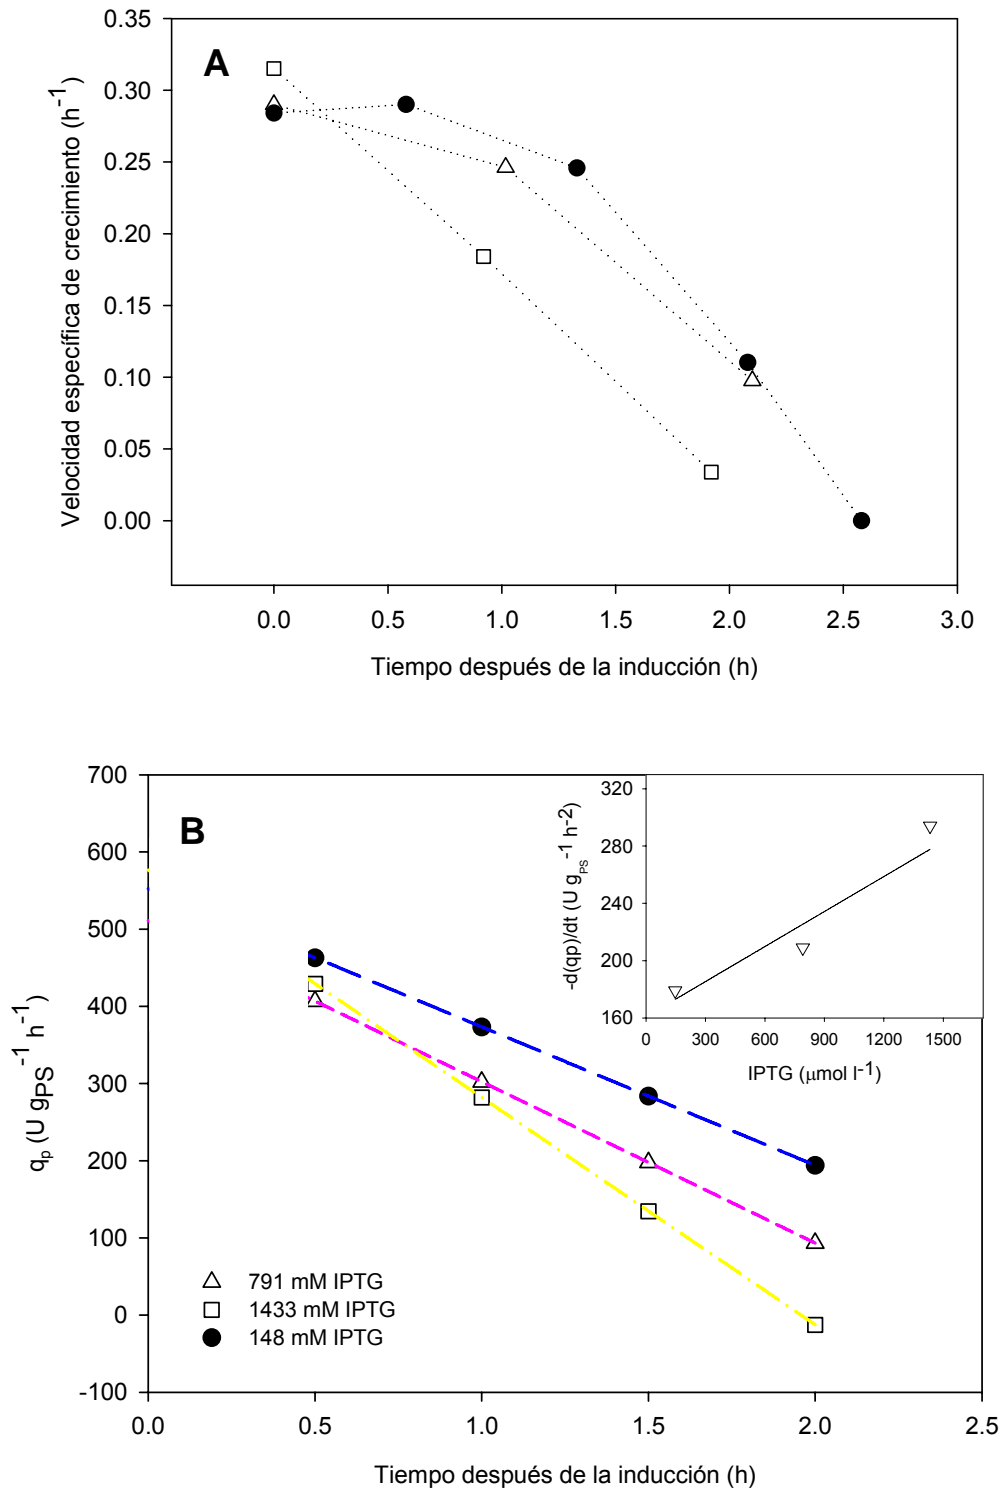 0.35
A
0.30
0.25
0.20
0.15
0.10
0.05
0.00
Velocidad específica de crecimiento (h⁻¹)
0.0 0.5 1.0 1.5 2.0 2.5 3.0
Tiempo después de la inducción (h)
700
B
600
500
400
300
200
100
0
-100
q_p (U g_PS⁻¹ h⁻¹)
320
280
240
200
160
-d(qp)/dt (U g_PS⁻¹ h⁻²)
0 300 600 900 1200 1500
IPTG (µmol l⁻¹)
791 mM IPTG
1433 mM IPTG
148 mM IPTG
0.0 0.5 1.0 1.5 2.0 2.5
Tiempo después de la inducción (h)